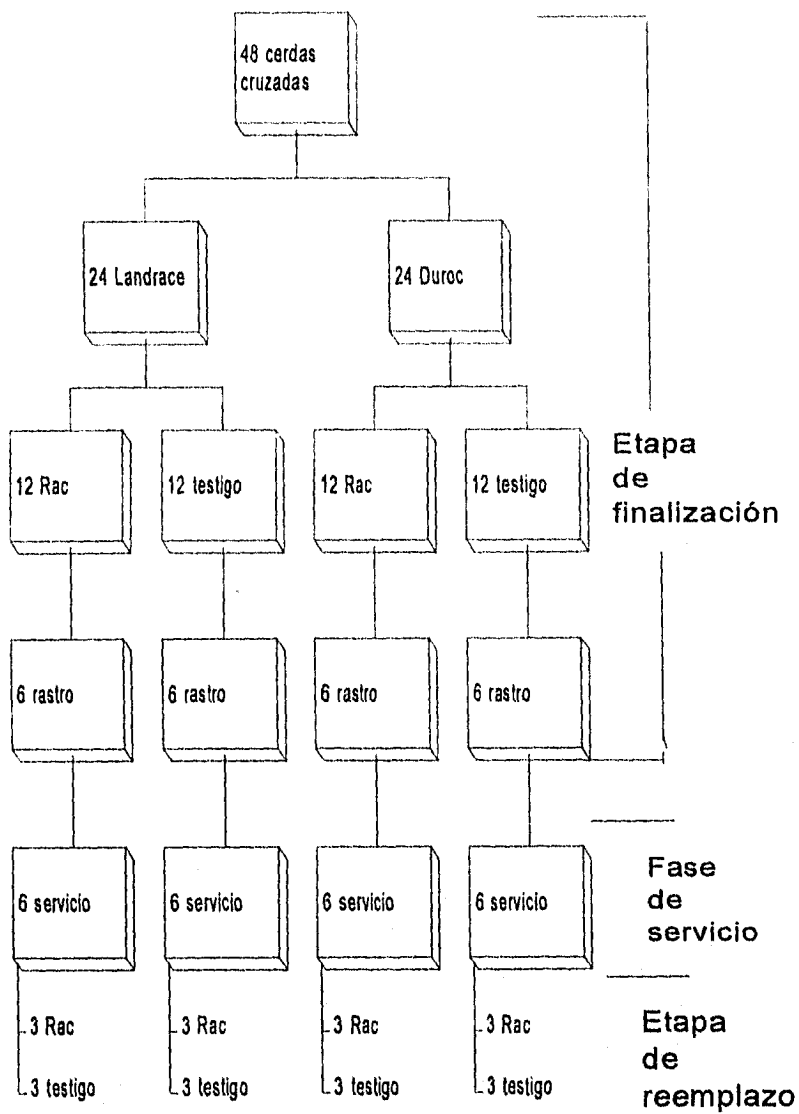 48 cerdas
cruzadas
24 Landrace
24 Duroc
12 Rac
12 testigo
12 Rac
12 testigo
Etapa
de
finalización
6 rastro
6 rastro
6 rastro
6 rastro
6 servicio
6 servicio
6 servicio
6 servicio
Fase
de
servicio
3 Rac
3 Rac
3 Rac
3 Rac
3 testigo
3 testigo
3 testigo
3 testigo
Etapa
de
reemplazo